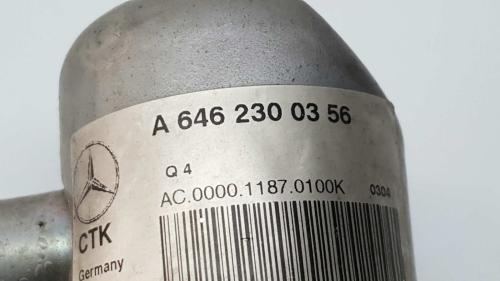 A 646 230 03 56
Q 4
AC.0000.1187.0100K 0304
CTK
Germany